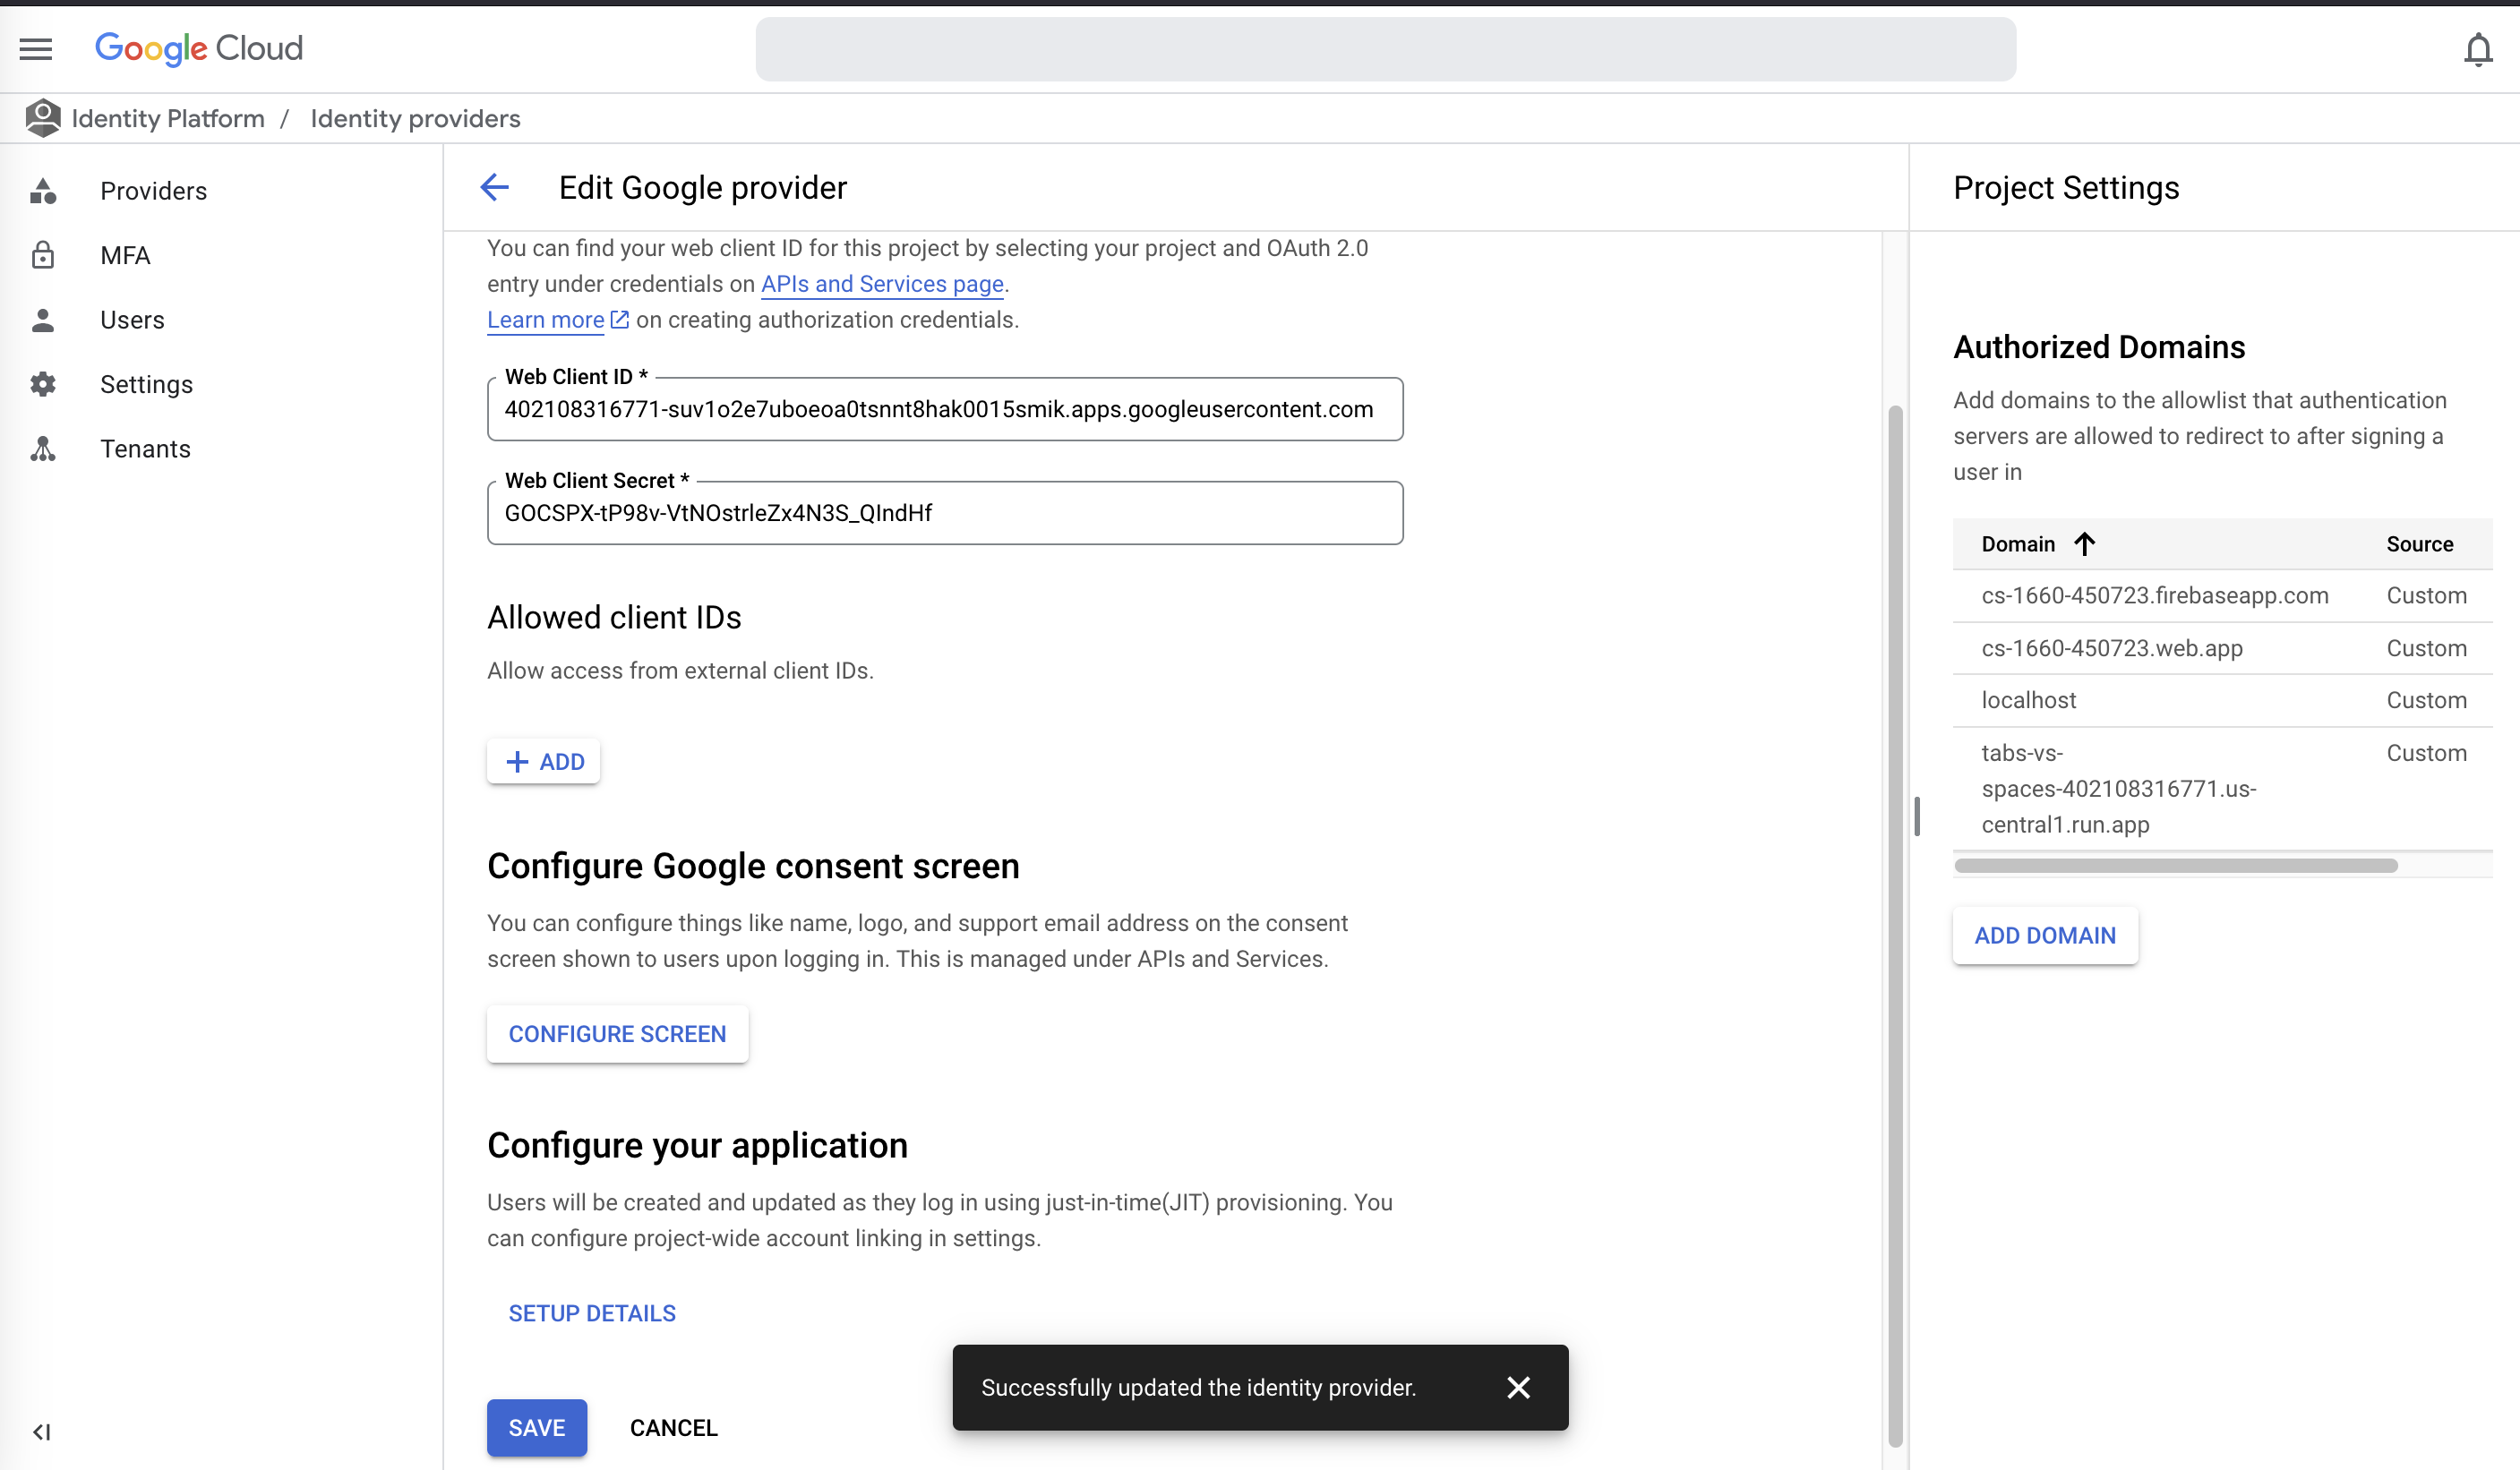 Google Cloud
Identity Platform / Identity providers
Providers
MFA
Users
Settings
Tenants
Edit Google provider
You can find your web client ID for this project by selecting your project and OAuth 2.0
entry under credentials on APIs and Services page.
Learn more on creating authorization credentials.
Web Client ID *
402108316771-suv1o2e7uboeoa0tsnnt8hak0015smik.apps.googleusercontent.com
Web Client Secret *
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
Allowed client IDs
Allow access from external client IDs.
ADD
Configure Google consent screen
You can configure things like name, logo, and support email address on the consent
screen shown to users upon logging in. This is managed under APIs and Services.
CONFIGURE SCREEN
Configure your application
Users will be created and updated as they log in using just-in-time(JIT) provisioning. You
can configure project-wide account linking in settings.
SETUP DETAILS
SAVE
CANCEL
Successfully updated the identity provider.
Project Settings
Authorized Domains
Add domains to the allowlist that authentication
servers are allowed to redirect to after signing a
user in
Domain Source
cs-1660-450723.firebaseapp.com Custom
cs-1660-450723.web.app Custom
localhost Custom
tabs-vs- Custom
spaces-402108316771.us-
central1.run.app
ADD DOMAIN